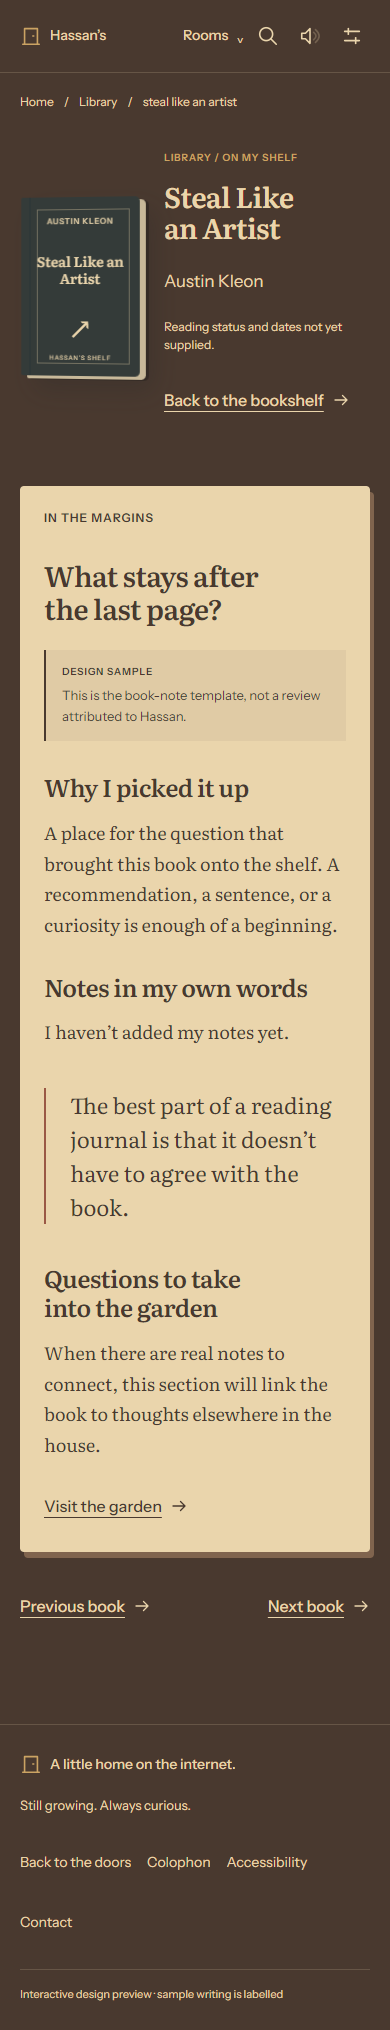 Hassan's
Rooms v
Home / Library / steal like an artist
AUSTIN KLEON
Steal Like an
Artist
↗
HASSAN'S SHELF
LIBRARY / ON MY SHELF
Steal Like
an Artist
Austin Kleon
Reading status and dates not yet
supplied.
Back to the bookshelf →
IN THE MARGINS
What stays after
the last page?
DESIGN SAMPLE
This is the book-note template, not a review
attributed to Hassan.
Why I picked it up
A place for the question that
brought this book onto the shelf. A
recommendation, a sentence, or a
curiosity is enough of a beginning.
Notes in my own words
I haven't added my notes yet.
The best part of a reading
journal is that it doesn't
have to agree with the
book.
Questions to take
into the garden
When there are real notes to
connect, this section will link the
book to thoughts elsewhere in the
house.
Visit the garden →
Previous book → Next book →
A little home on the internet.
Still growing. Always curious.
Back to the doors Colophon Accessibility
Contact
Interactive design preview · sample writing is labelled